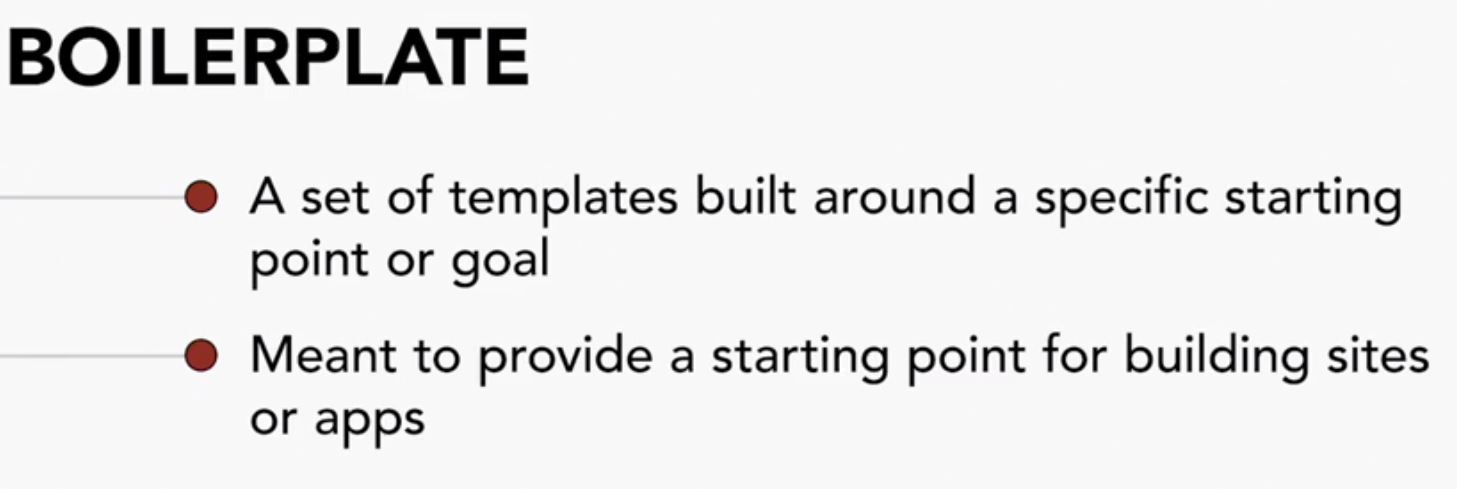 BOILERPLATE
A set of templates built around a specific starting
point or goal
Meant to provide a starting point for building sites
or apps